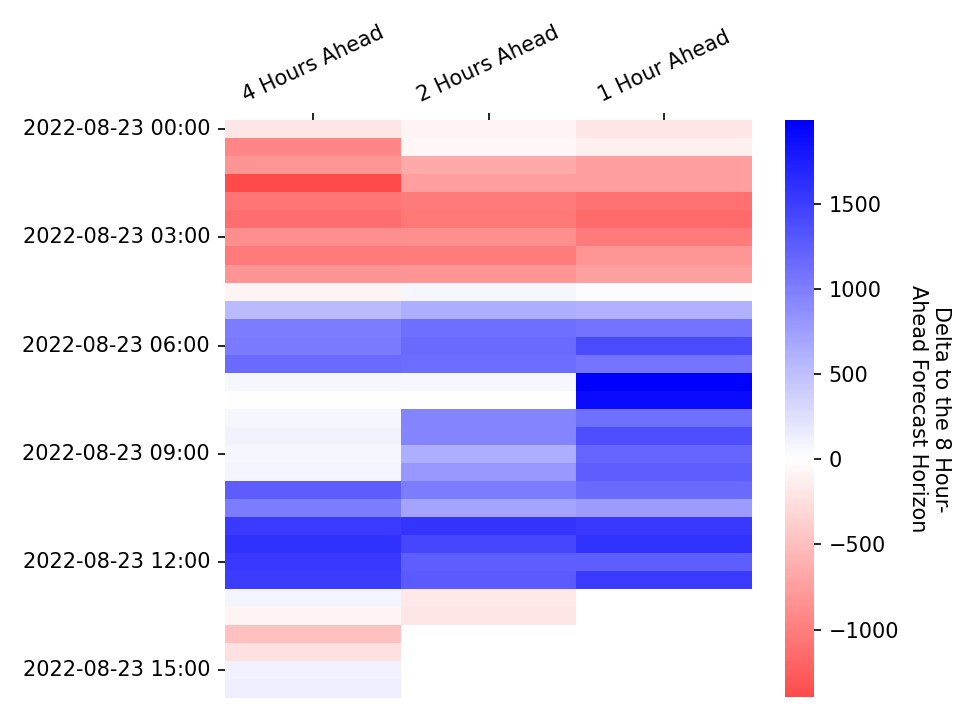 4 Hours Ahead
2 Hours Ahead
1 Hour Ahead
2022-08-23 00:00
2022-08-23 03:00
2022-08-23 06:00
2022-08-23 09:00
2022-08-23 12:00
2022-08-23 15:00
1500
1000
500
0
−500
−1000
Delta to the 8 Hour-
Ahead Forecast Horizon